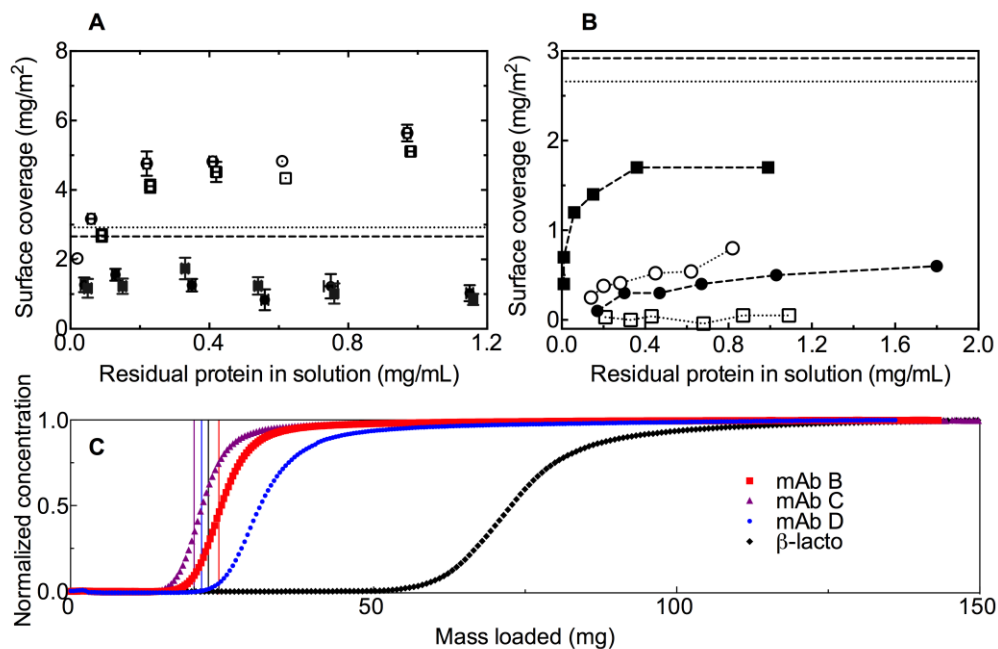 A
B
8
6
4
2
0
Surface coverage (mg/m²)
0.0
0.4
0.8
1.2
Residual protein in solution (mg/mL)
3
2
1
0
Surface coverage (mg/m²)
0.0
0.4
0.8
1.2
1.6
2.0
Residual protein in solution (mg/mL)
C
1.0
0.5
0.0
Normalized concentration
mAb B
mAb C
mAb D
β-lacto
0
50
100
150
Mass loaded (mg)